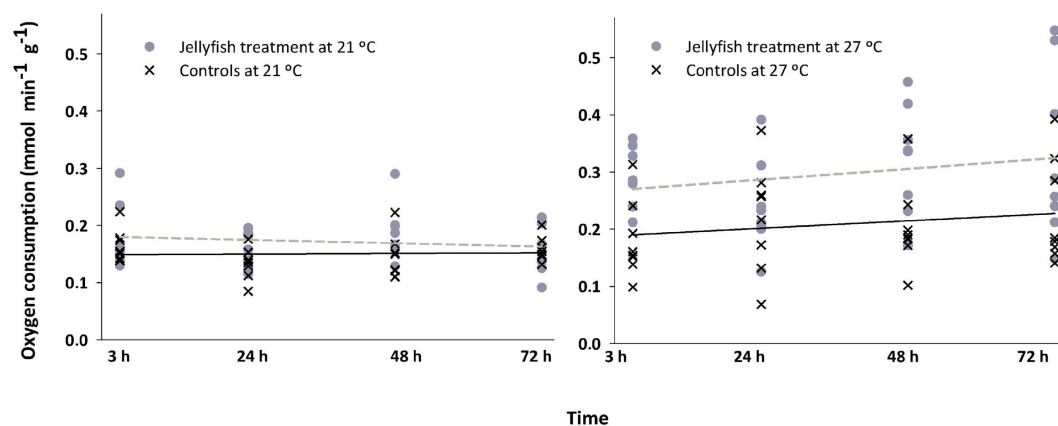 Oxygen consumption (mmol min⁻¹ g⁻¹)
0.5
0.4
0.3
0.2
0.1
0.0
Jellyfish treatment at 21 ºC
Controls at 21 ºC
3 h 24 h 48 h 72 h
0.5
0.4
0.3
0.2
0.1
0.0
Jellyfish treatment at 27 ºC
Controls at 27 ºC
3 h 24 h 48 h 72 h
Time